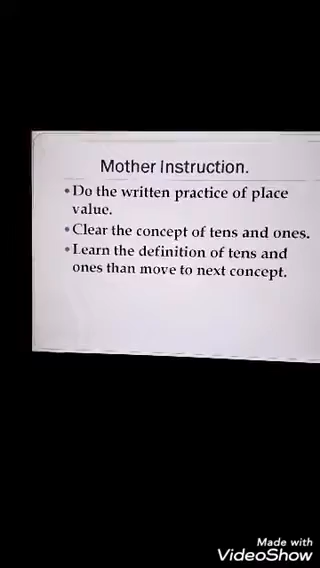 Mother Instruction.
•Do the written practice of place
value.
•Clear the concept of tens and ones.
•Learn the definition of tens and
ones than move to next concept.
Made with
VideoShow